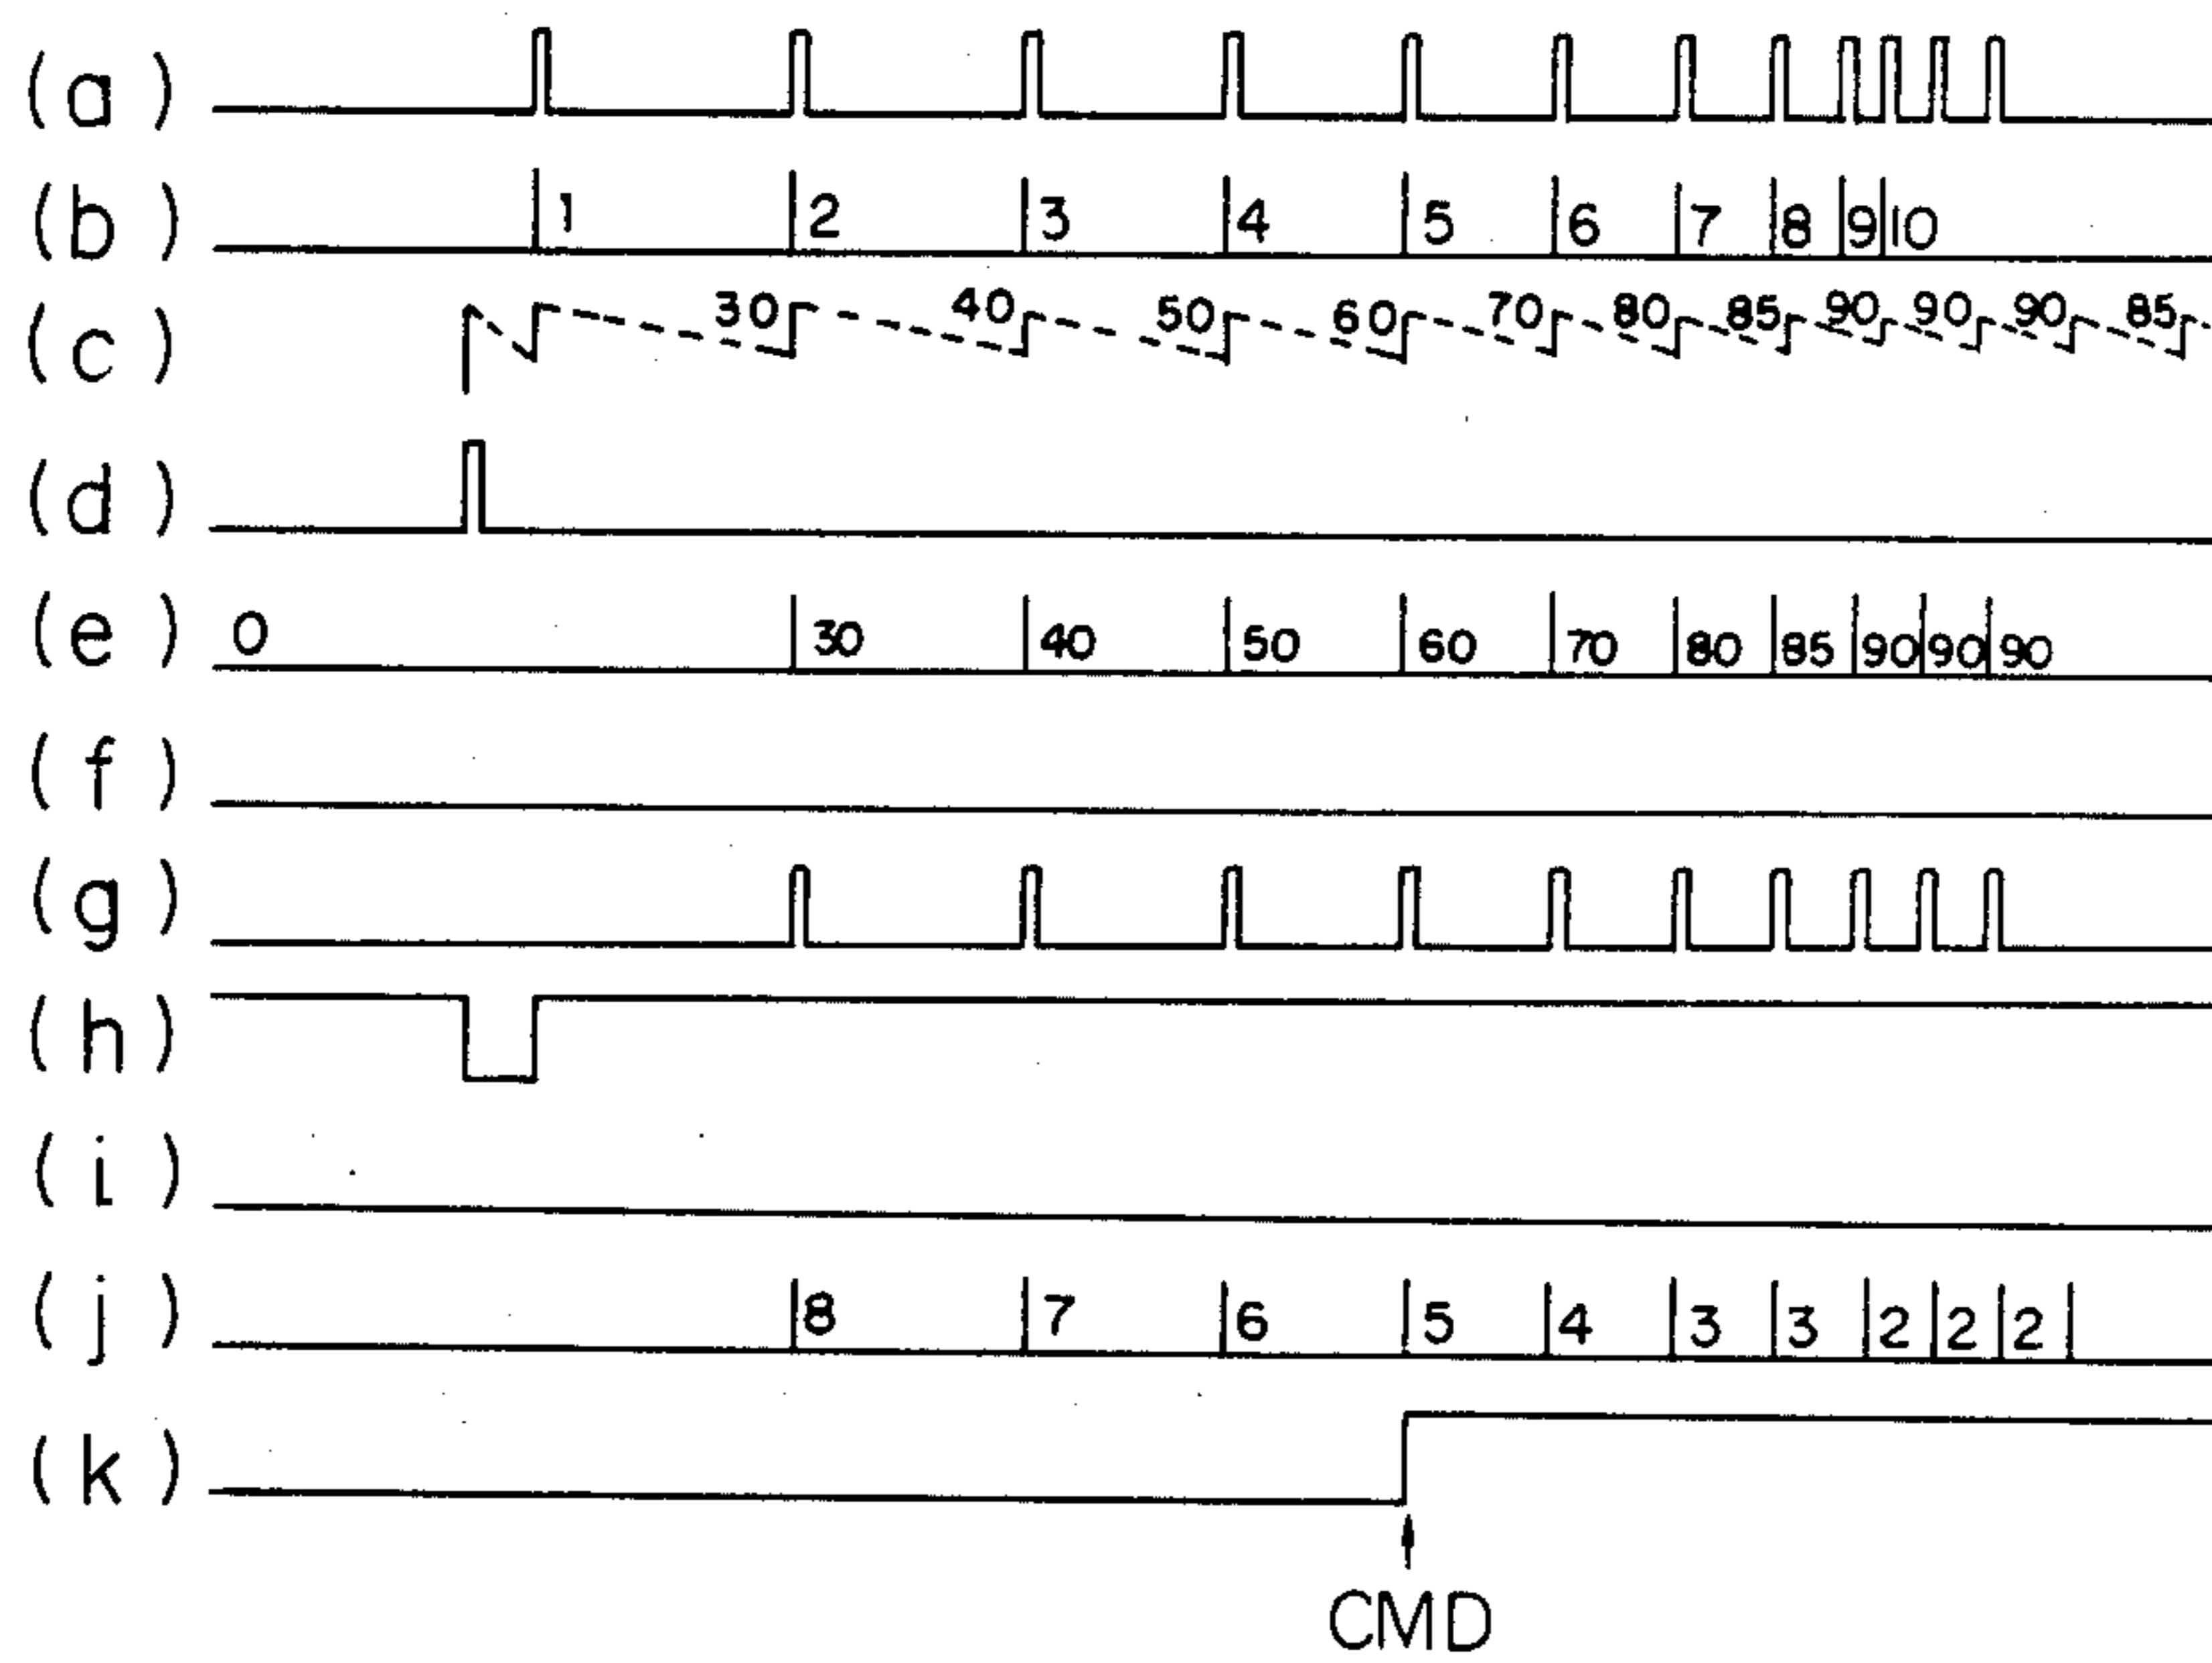 (a)
(b) 1 2 3 4 5 6 7 8 9 10
(c) 30 40 50 60 70 80 85 90 90 90 85
(d)
(e) 0 30 40 50 60 70 80 85 90 90 90
(f)
(g)
(h)
(i)
(j) 8 7 6 5 4 3 3 2 2 2
(k)
CMD